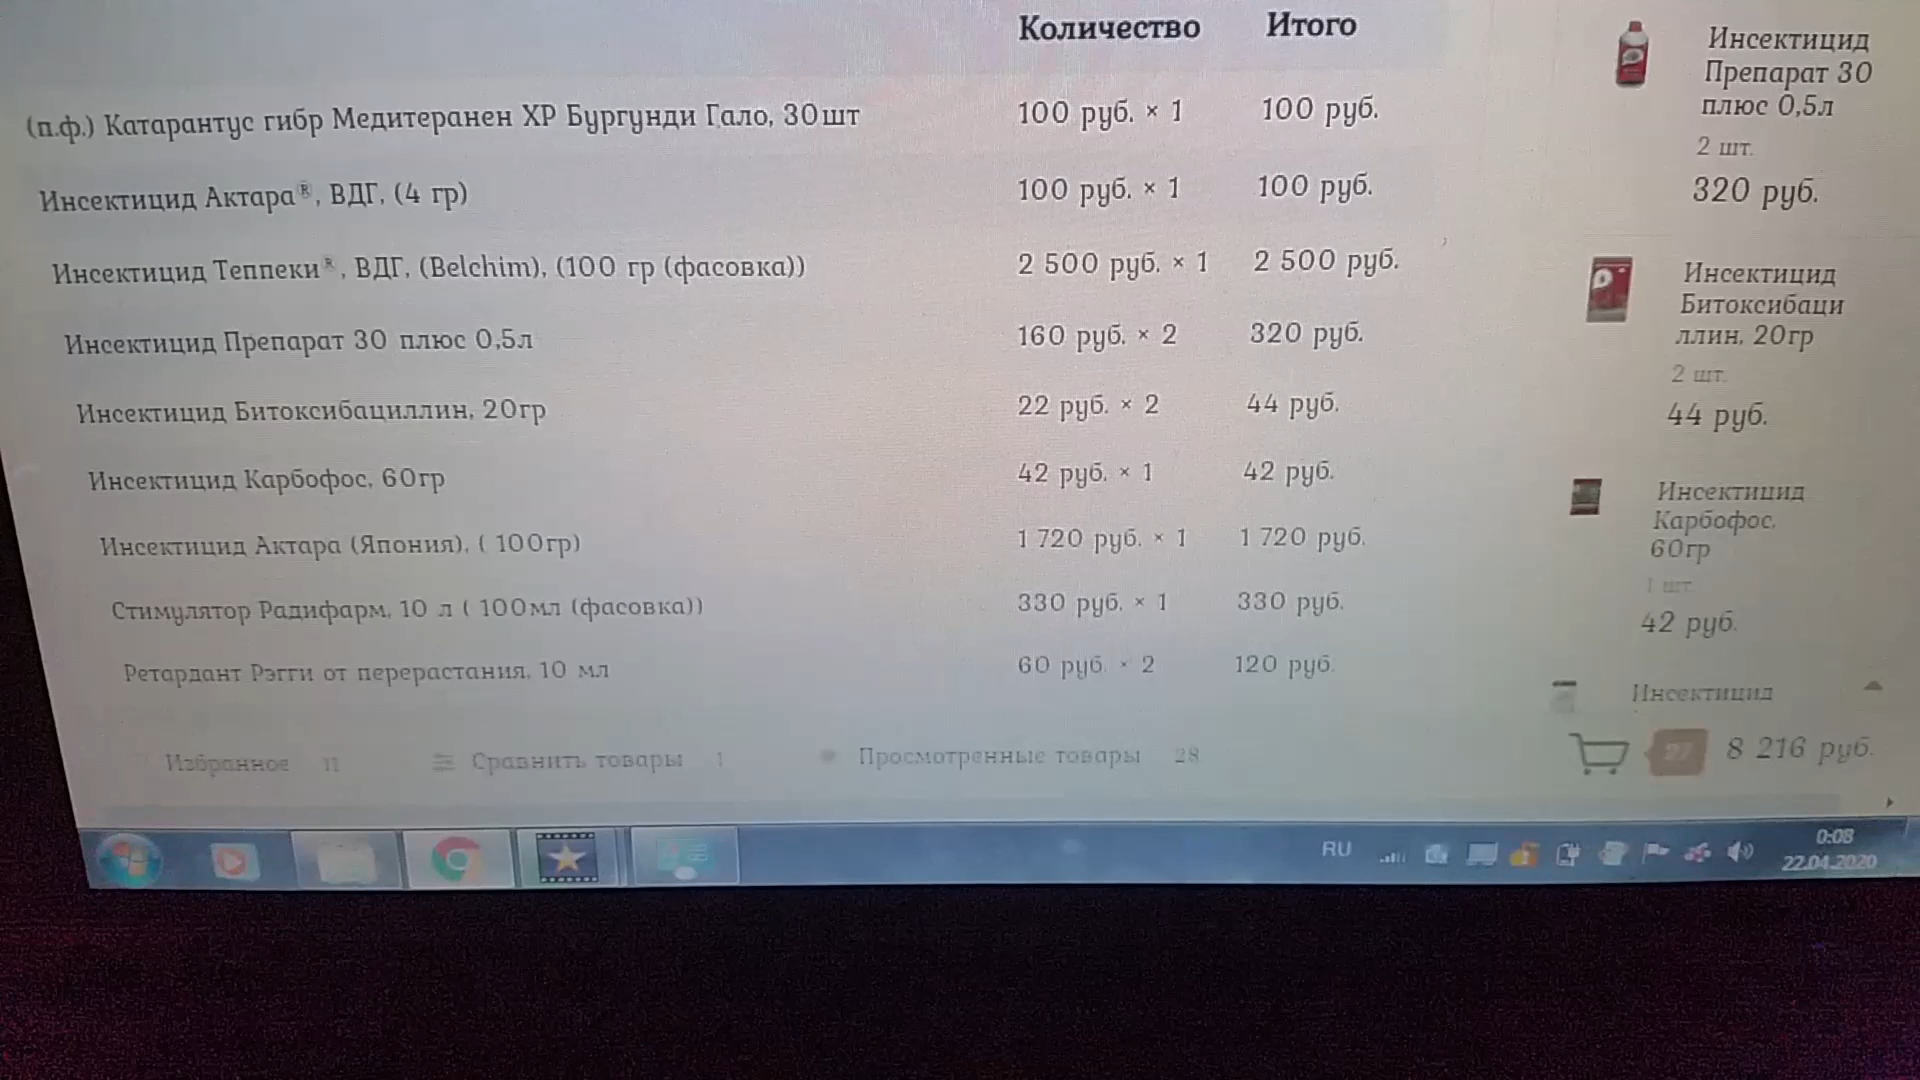 Количество Итого
(п.ф.) Катарантус гибр Медитеранен XP Бургунди Гало, 30шт 100 руб. × 1 100 руб.
Инсектицид Актара®, ВДГ, (4 гр) 100 руб. × 1 100 руб.
Инсектицид Теппеки®, ВДГ, (Belchim), (100 гр (фасовка)) 2 500 руб. × 1 2 500 руб.
Инсектицид Препарат 30 плюс 0,5л 160 руб. × 2 320 руб.
Инсектицид Битоксибациллин, 20гр 22 руб. × 2 44 руб.
Инсектицид Карбофос, 60гр 42 руб. × 1 42 руб.
Инсектицид Актара (Япония), ( 100гр) 1 720 руб. × 1 1 720 руб.
Стимулятор Радифарм, 10 л ( 100мл (фасовка)) 330 руб. × 1 330 руб.
Ретардант Рэгги от перерастания, 10 мл 60 руб. × 2 120 руб.
Избранное 11 Сравнить товары 1 Просмотренные товары 28
Инсектицид
Препарат 30
плюс 0,5л
2 шт.
320 руб.
Инсектицид
Битоксибаци
ллин, 20гр
2 шт.
44 руб.
Инсектицид
Карбофос,
60гр
1 шт.
42 руб.
Инсектицид
27 8 216 руб.
RU 0:08
22.04.2020